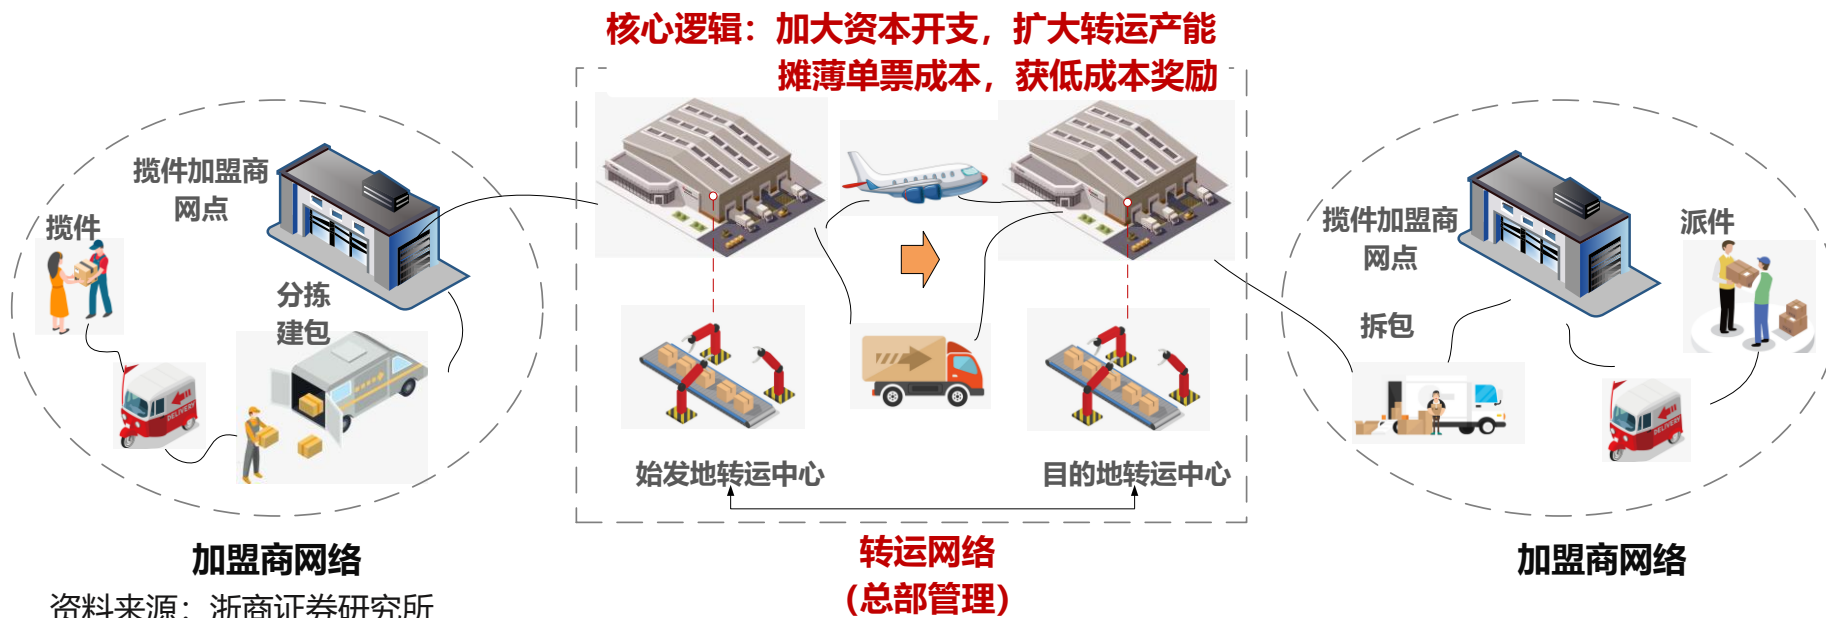 核心逻辑：加大资本开支，扩大转运产能
摊薄单票成本，获低成本奖励
揽件加盟商
网点
揽件
分拣
建包
DELIVERY
始发地转运中心
目的地转运中心
揽件加盟商
网点
派件
拆包
DELIVERY
加盟商网络
转运网络
（总部管理）
加盟商网络
资料来源：浙商证券研究所